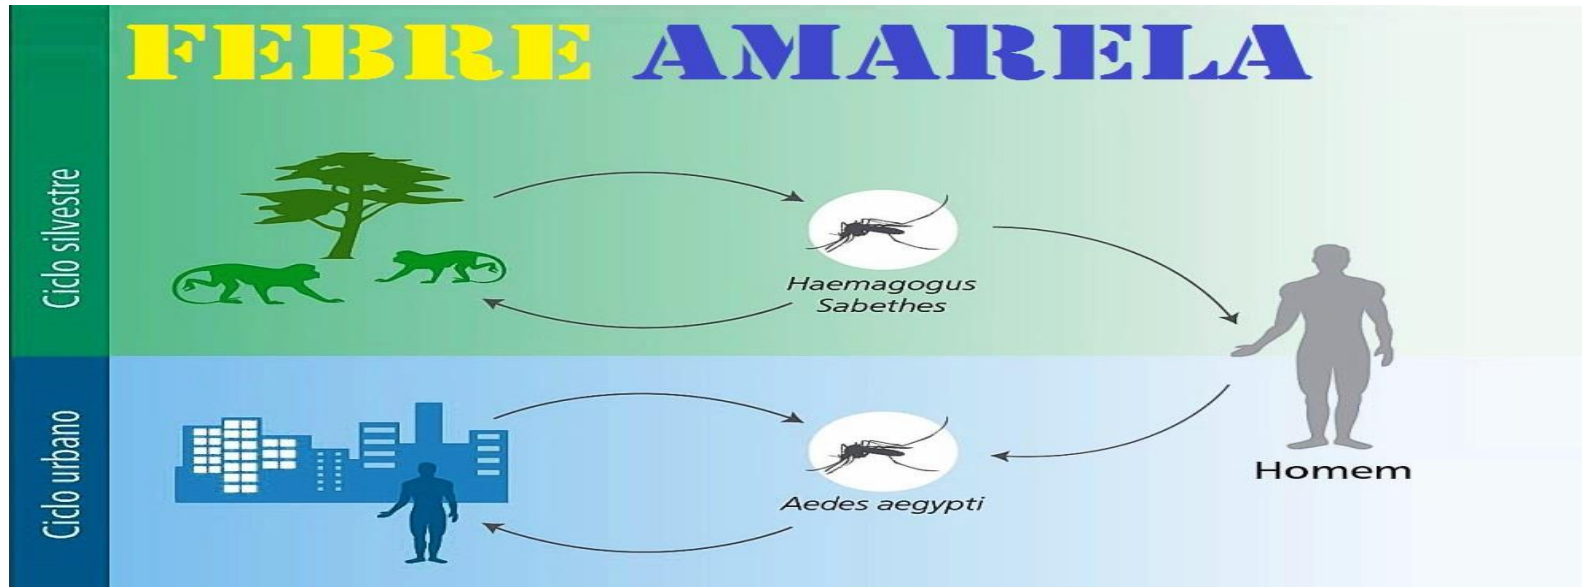 FEBRE AMARELA
Ciclo silvestre
Haemagogus
Sabethes
Homem
Ciclo urbano
Aedes aegypti